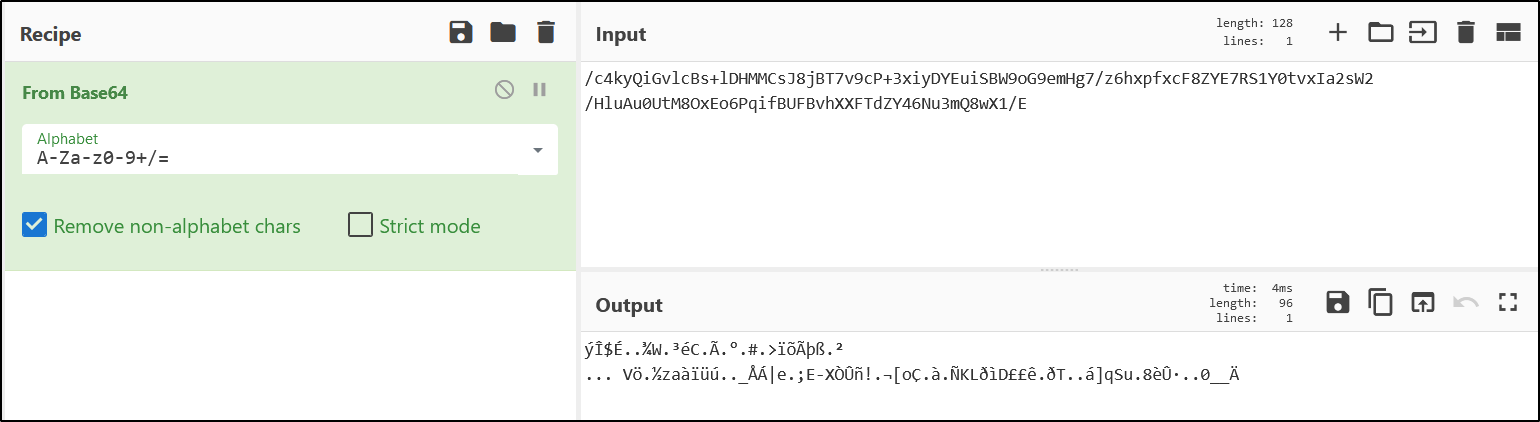 Recipe
From Base64
Alphabet
A-Za-z0-9+/=
Remove non-alphabet chars
Strict mode
Input
length: 128
lines: 1
/c4kyQiGvlcBs+lDHMMCsJ8jBT7v9cP+3xiyDYEuiSBW9oG9emHg7/z6hxpfxcF8ZYE7RS1Y0tvxIa2sW2
/HluAu0UtM8OxEo6PqifBUFBvhXXFTdZY46Nu3mQ8wX1/E
Output
time: 4ms
length: 96
lines: 1
ýÎ$É..¾W.³éC.Ã.°.#.>ïõÃþß.²
... Vö.½zaàïüú.._ÅÁ|e.;E-XÒÛñ!.¬[oÇ.à.ÑKLðìD££ê.ðT..á]qSu.8èÛ·..0__Ä